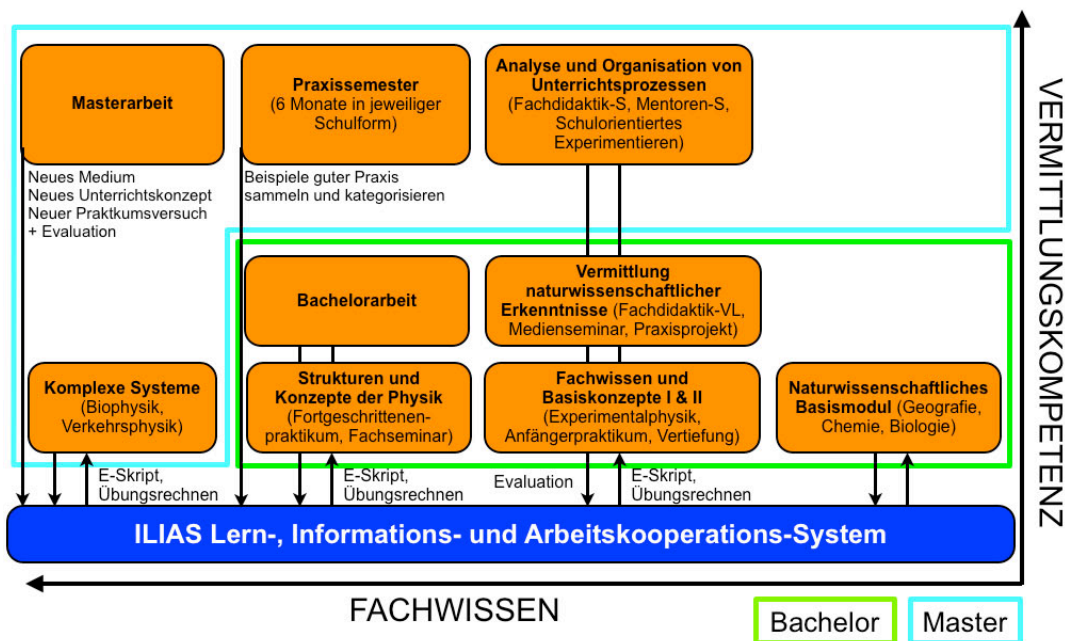 Masterarbeit
Praxissemester
(6 Monate in jeweiliger
Schulform)
Analyse und Organisation von
Unterrichtsprozessen
(Fachdidaktik-S, Mentoren-S,
Schulorientiertes
Experimentieren)
Neues Medium
Neues Unterrichtskonzept
Neuer Praktkumsversuch
+ Evaluation
Beispiele guter Praxis
sammeln und kategorisieren
Bachelorarbeit
Vermittlung
naturwissenschaftlicher
Erkenntnisse (Fachdidaktik-VL,
Medienseminar, Praxisprojekt)
Komplexe Systeme
(Biophysik,
Verkehrsphysik)
Strukturen und
Konzepte der Physik
(Fortgeschrittenen-
praktikum, Fachseminar)
Fachwissen und
Basiskonzepte I & II
(Experimentalphysik,
Anfängerpraktikum, Vertiefung)
Naturwissenschaftliches
Basismodul (Geografie,
Chemie, Biologie)
E-Skript,
Übungsrechnen
E-Skript,
Übungsrechnen
Evaluation
E-Skript,
Übungsrechnen
ILIAS Lern-, Informations- und Arbeitskooperations-System
VERMITTLUNGSKOMPETENZ
FACHWISSEN
Bachelor
Master